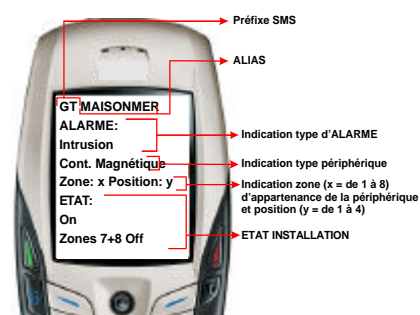 Préfixe SMS
ALIAS
GT MAISONMER
ALARME:
Intrusion
Cont. Magnétique
Zone: x Position: y
ETAT:
On
Zones 7+8 Off
Indication type d'ALARME
Indication type périphérique
Indication zone (x = de 1 à 8)
d'appartenance de la périphérique
et position (y = de 1 à 4)
ETAT INSTALLATION